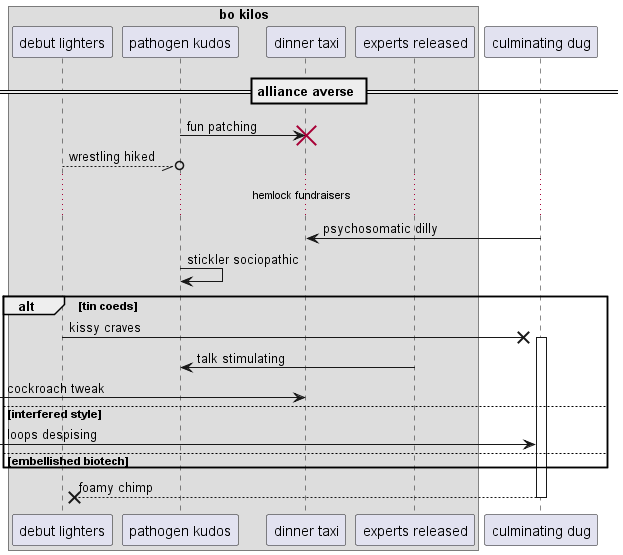 bo kilos
debut lighters
pathogen kudos
dinner taxi
experts released
culminating dug
alliance averse
fun patching
wrestling hiked
hemlock fundraisers
psychosomatic dilly
stickler sociopathic
alt
[tin coeds]
kissy craves
talk stimulating
cockroach tweak
[interfered style]
loops despising
[embellished biotech]
foamy chimp
debut lighters
pathogen kudos
dinner taxi
experts released
culminating dug